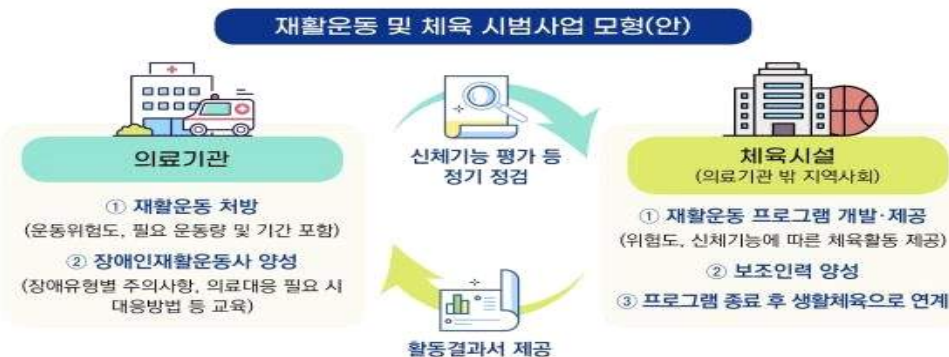 재활운동 및 체육 시범사업 모형(안)
의료기관
① 재활운동 처방
(운동위험도, 필요 운동량 및 기간 포함)
② 장애인재활운동사 양성
(장애유형별 주의사항, 의료대응 필요 시
대응방법 등 교육)
신체기능 평가 등
정기 점검
활동결과서 제공
체육시설
(의료기관 밖 지역사회)
① 재활운동 프로그램 개발·제공
(위험도, 신체기능에 따른 체육활동 제공)
② 보조인력 양성
③ 프로그램 종료 후 생활체육으로 연계